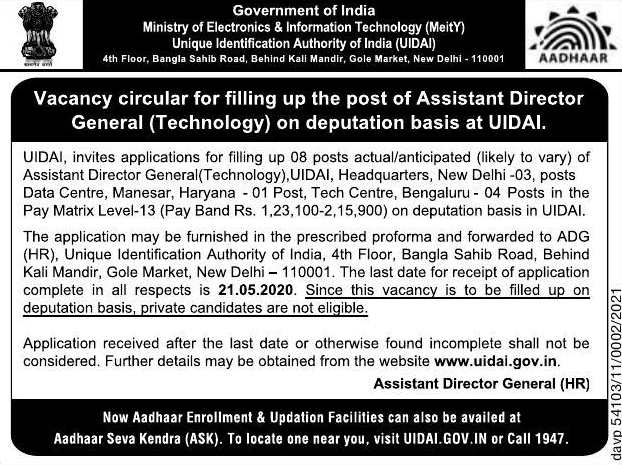 Government of India
Ministry of Electronics & Information Technology (MeitY)
Unique Identification Authority of India (UIDAI)
4th Floor, Bangla Sahib Road, Behind Kali Mandir, Gole Market, New Delhi - 110001
AADHAAR
Vacancy circular for filling up the post of Assistant Director
General (Technology) on deputation basis at UIDAI.
UIDAI, invites applications for filling up 08 posts actual/anticipated (likely to vary) of
Assistant Director General(Technology),UIDAI, Headquarters, New Delhi -03, posts
Data Centre, Manesar, Haryana - 01 Post, Tech Centre, Bengaluru - 04 Posts in the
Pay Matrix Level-13 (Pay Band Rs. 1,23,100-2,15,900) on deputation basis in UIDAI.
The application may be furnished in the prescribed proforma and forwarded to ADG
(HR), Unique Identification Authority of India, 4th Floor, Bangla Sahib Road, Behind
Kali Mandir, Gole Market, New Delhi – 110001. The last date for receipt of application
complete in all respects is 21.05.2020. Since this vacancy is to be filled up on
deputation basis, private candidates are not eligible.
Application received after the last date or otherwise found incomplete shall not be
considered. Further details may be obtained from the website www.uidai.gov.in.
Assistant Director General (HR)
Now Aadhaar Enrollment & Updation Facilities can also be availed at
Aadhaar Seva Kendra (ASK). To locate one near you, visit UIDAI.GOV.IN or Call 1947.
davp 54103/11/0002/2021